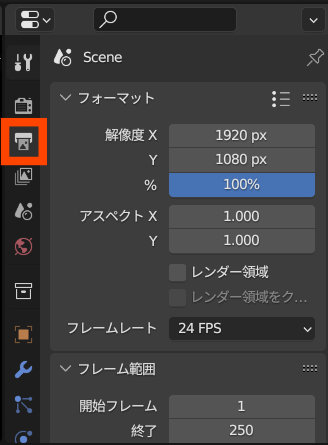 Scene
フォーマット
解像度 X 1920 px
Y 1080 px
% 100%
アスペクト X 1.000
Y 1.000
レンダー領域
レンダー領域をク...
フレームレート 24 FPS
フレーム範囲
開始フレーム 1
終了 250